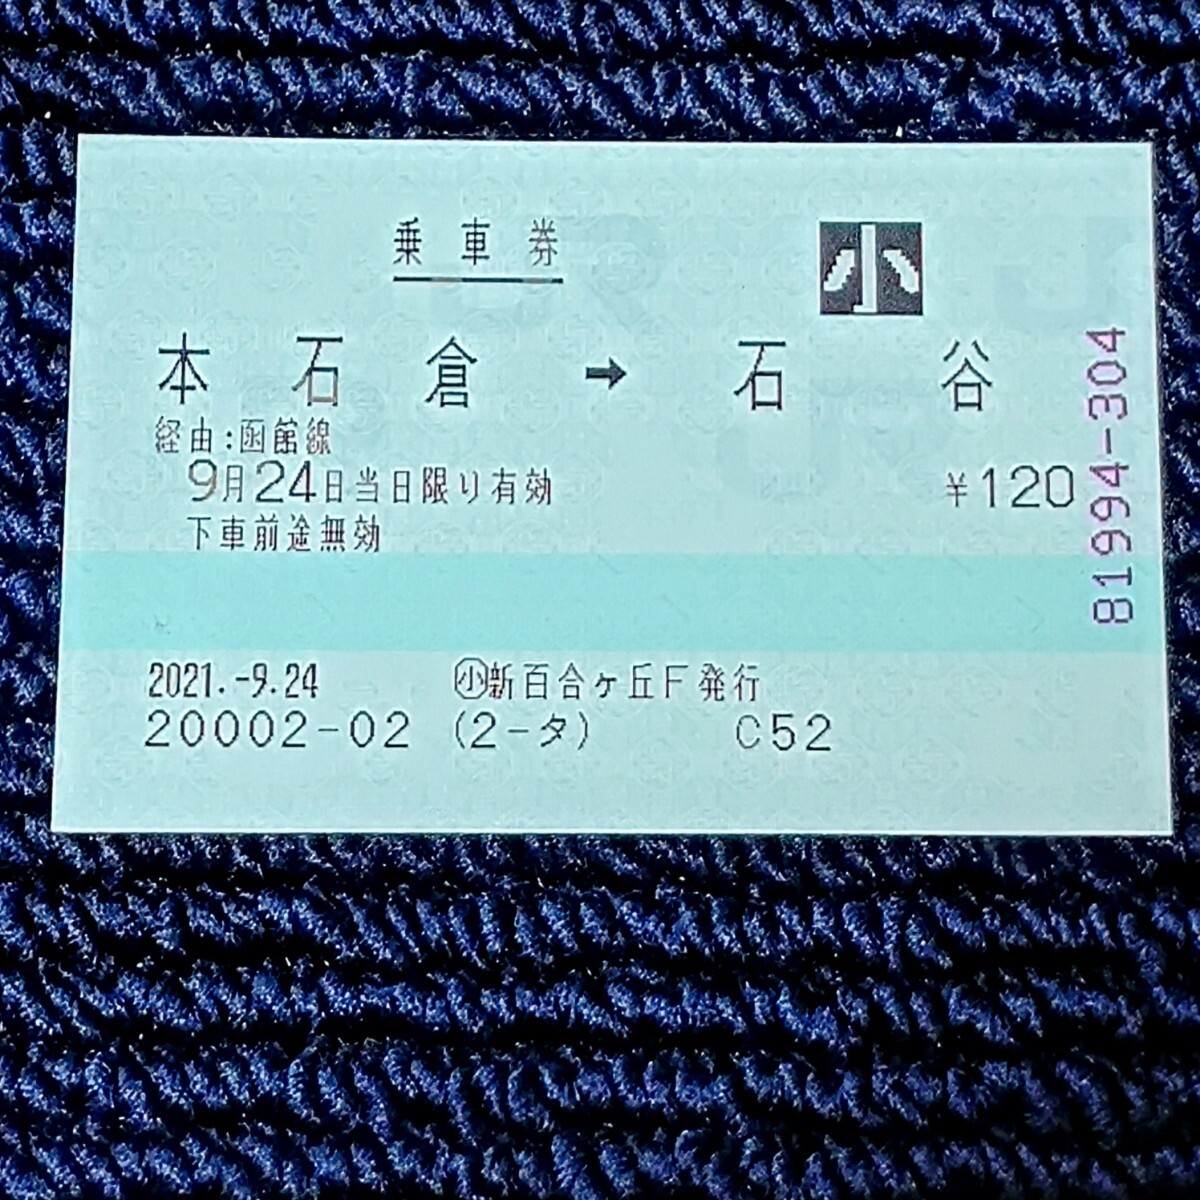 乗車券
小
本石倉 → 石谷
経由:函館線
9月24日当日限り有効 ¥120
下車前途無効
2021.-9.24 ㋛新百合ヶ丘F発行
20002-02 (2-タ) C52
81994-304